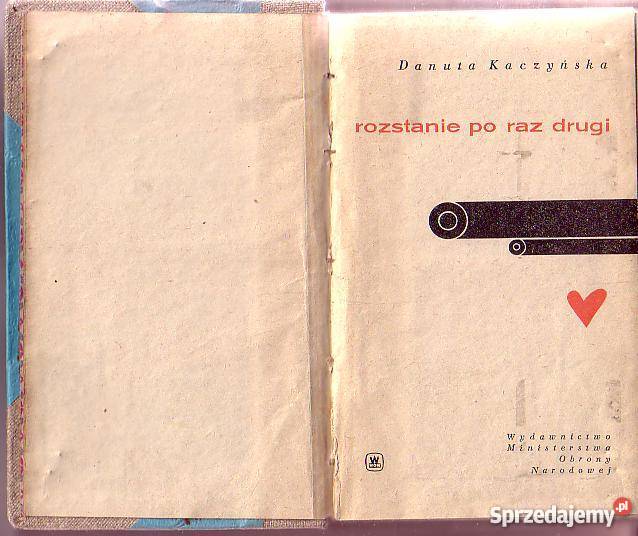 Danuta Kaczyńska
rozstanie po raz drugi
Wydawnictwo
Ministerstwa
Obrony
Narodowej
W
Sprzedajemy.pl